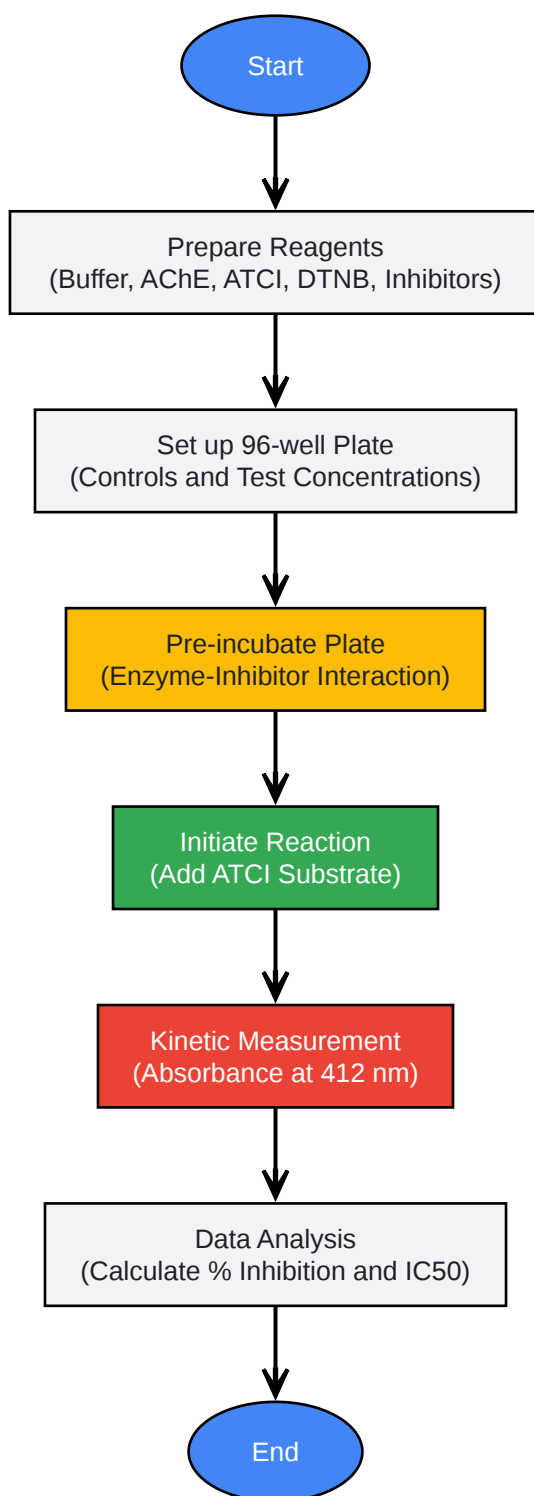 Start
Prepare Reagents
(Buffer, AChE, ATCI, DTNB, Inhibitors)
Set up 96-well Plate
(Controls and Test Concentrations)
Pre-incubate Plate
(Enzyme-Inhibitor Interaction)
Initiate Reaction
(Add ATCI Substrate)
Kinetic Measurement
(Absorbance at 412 nm)
Data Analysis
(Calculate % Inhibition and IC50)
End